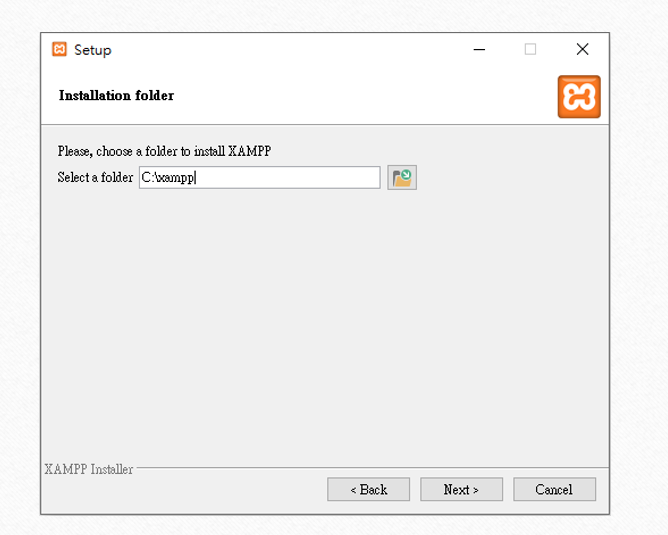 Setup
Installation folder
Please, choose a folder to install XAMPP
Select a folder C:\xampp
XAMPP Installer
< Back Next > Cancel